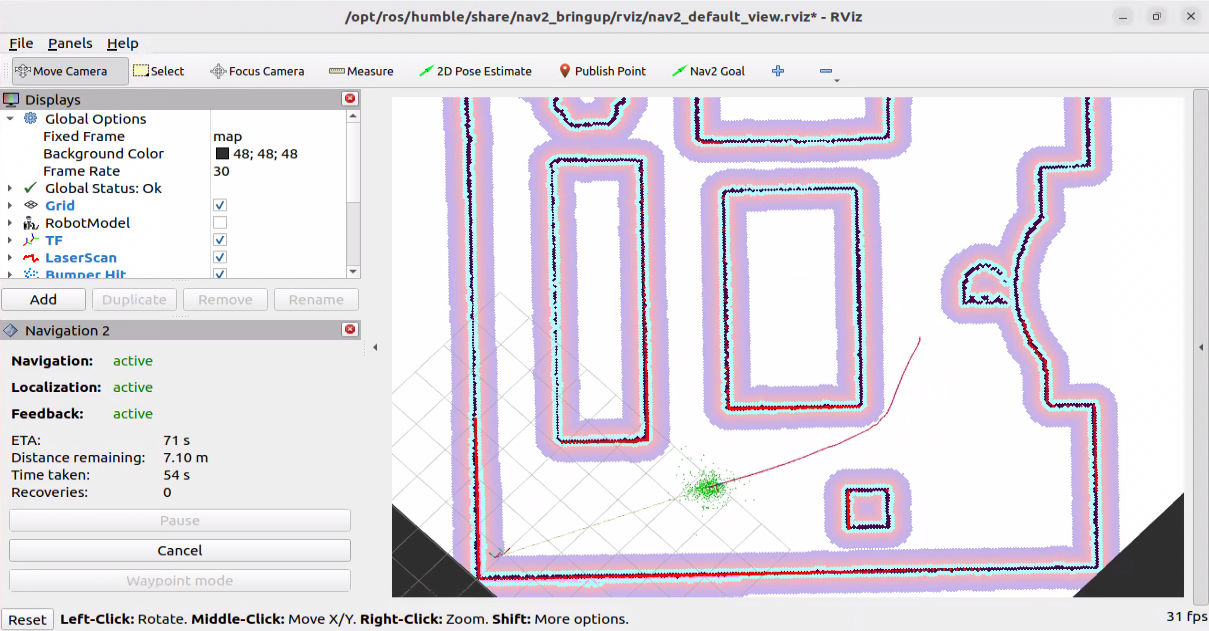 /opt/ros/humble/share/nav2_bringup/rviz/nav2_default_view.rviz* - RViz
File Panels Help
Move Camera Select Focus Camera Measure 2D Pose Estimate Publish Point Nav2 Goal
Displays
Global Options
Fixed Frame map
Background Color 48; 48; 48
Frame Rate 30
Global Status: Ok
Grid
RobotModel
TF
LaserScan
Bumper Hit
Add Duplicate Remove Rename
Navigation 2
Navigation: active
Localization: active
Feedback: active
ETA: 71 s
Distance remaining: 7.10 m
Time taken: 54 s
Recoveries: 0
Pause
Cancel
Waypoint mode
Reset Left-Click: Rotate. Middle-Click: Move X/Y. Right-Click: Zoom. Shift: More options. 31 fps